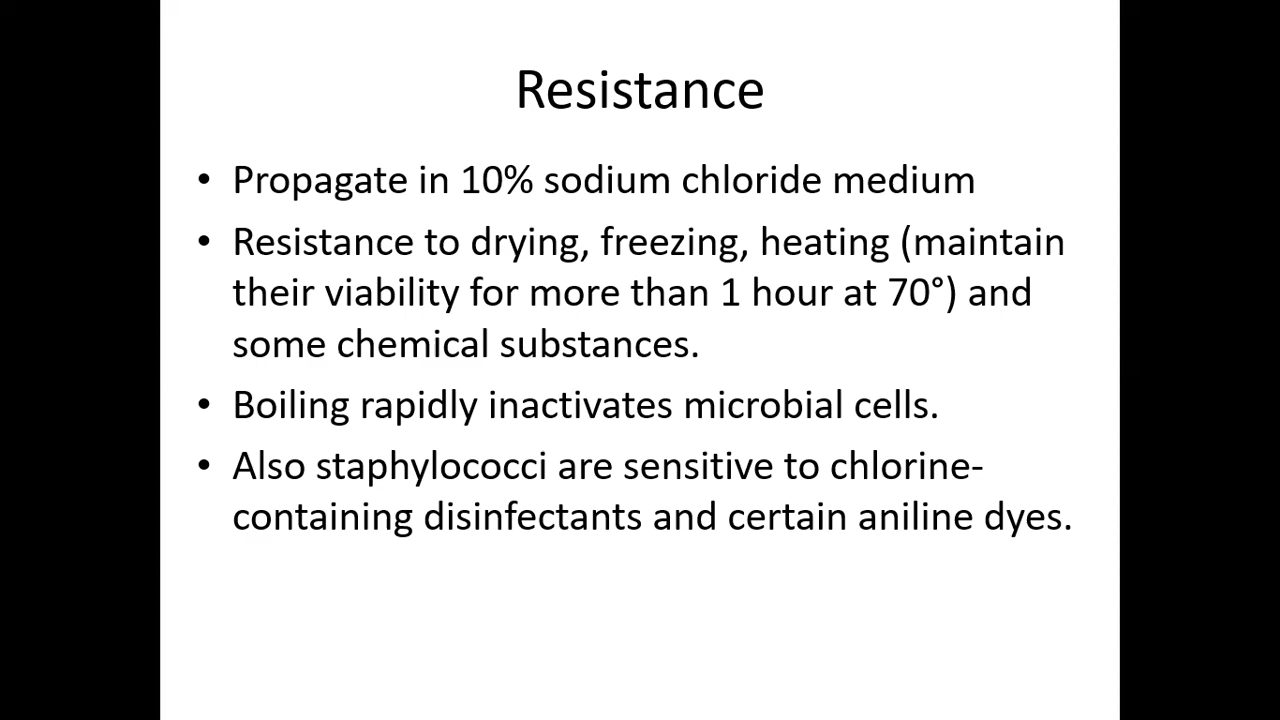 Resistance
• Propagate in 10% sodium chloride medium
• Resistance to drying, freezing, heating (maintain
their viability for more than 1 hour at 70°) and
some chemical substances.
• Boiling rapidly inactivates microbial cells.
• Also staphylococci are sensitive to chlorine-
containing disinfectants and certain aniline dyes.